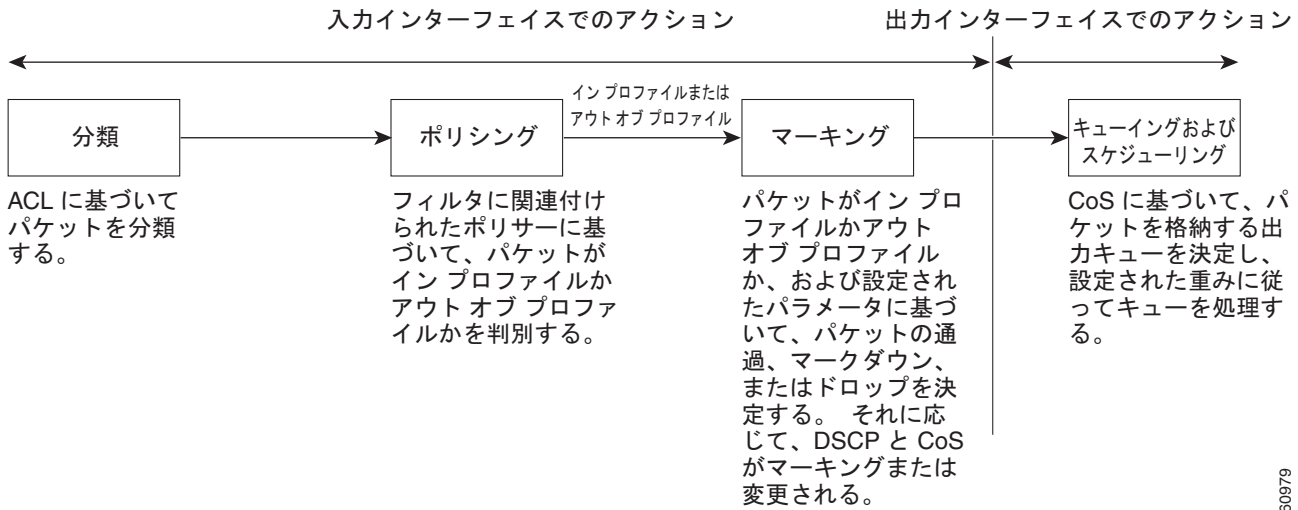 入力インターフェイスでのアクション
出力インターフェイスでのアクション
分類
ACL に基づいて
パケットを分類
する。
ポリシング
フィルタに関連付け
られたポリサーに基
づいて、パケットが
イン プロファイルか
アウト オブ プロファ
イルかを判別する。
イン プロファイルまたは
アウト オブ プロファイル
マーキング
パケットがイン プロ
ファイルかアウト
オブ プロファイル
か、および設定され
たパラメータに基づ
いて、パケットの通
過、マークダウン、
またはドロップを決
定する。 それに応
じて、DSCP と CoS
がマーキングまたは
変更される。
キューイングおよび
スケジューリング
CoS に基づいて、パ
ケットを格納する出
力キューを決定し、
設定された重みに従
ってキューを処理す
る。
60979